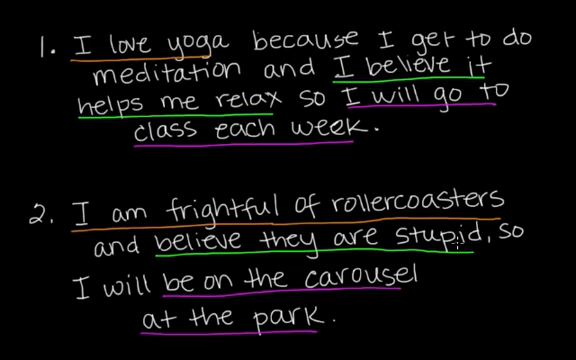 1. I love yoga because I get to do
meditation and I believe it
helps me relax so I will go to
class each week.
2. I am frightful of rollercoasters
and believe they are stupid, so
I will be on the carousel
at the park.